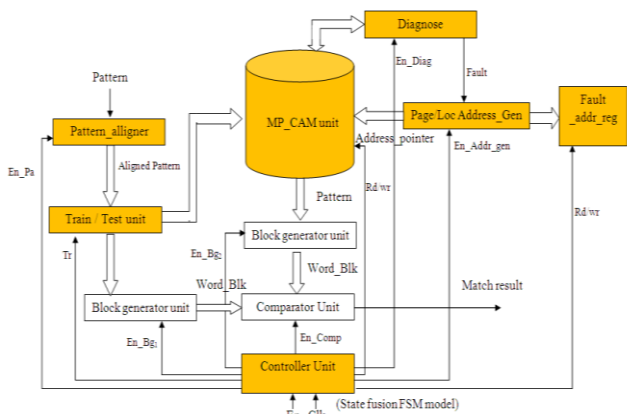 Diagnose
En_Diag
Fault
Pattern
Fault
_addr_reg
MP_CAM unit
Page/Loc Address_Gen
Pattern_alligner
Address_pointer
En_Addr_gen
En_Pa
Aligned Pattern
Rd/wr
Pattern
Rd/wr
Train / Test unit
Block generator unit
Tr
En_Bg2
Word_Blk
Word_Blk
Match result
Block generator unit
Comparator Unit
En_Bg1
En_Comp
Controller Unit
(State fusion FSM model)